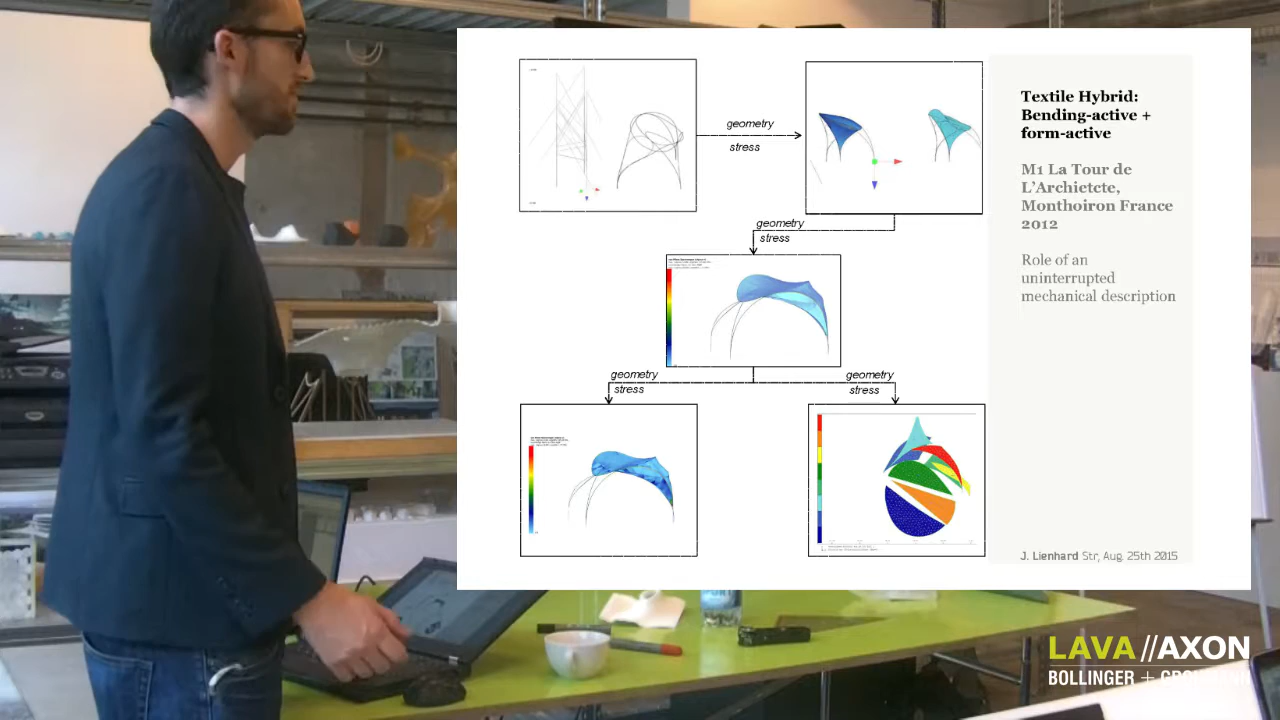 geometry
stress
geometry
stress
geometry
stress
geometry
stress
Textile Hybrid:
Bending-active +
form-active
M1 La Tour de
L'Archietcte,
Monthoiron France
2012
Role of an
uninterrupted
mechanical description
J. Lienhard Str, Aug. 25th 2015
LAVA//AXON
BOLLINGER +